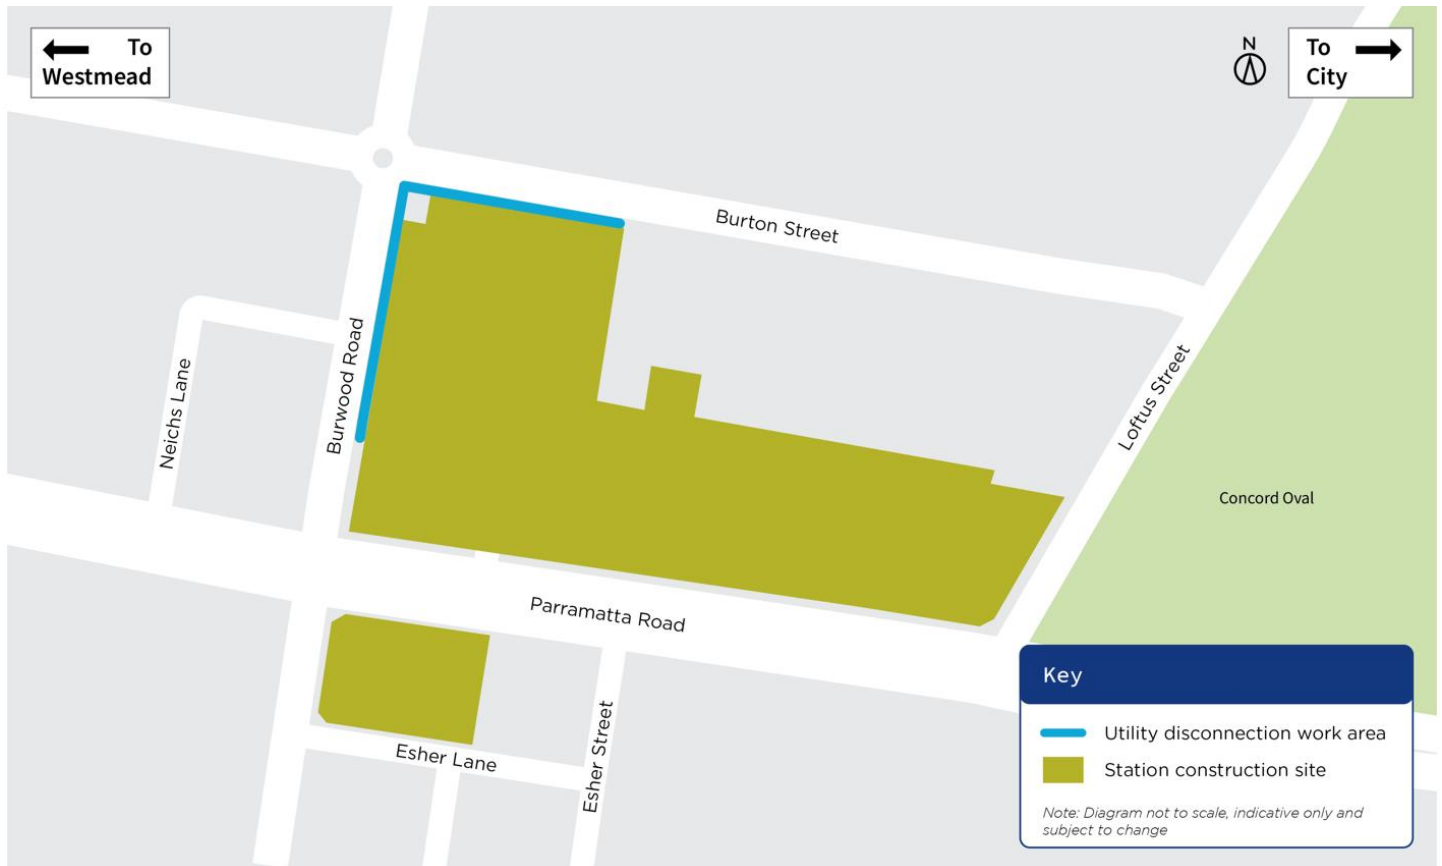 To
Westmead
N
To
City
Burton Street
Burwood Road
Neichs Lane
Loftus Street
Concord Oval
Parramatta Road
Esher Lane
Esher Street
Key
Utility disconnection work area
Station construction site
Note: Diagram not to scale, indicative only and
subject to change